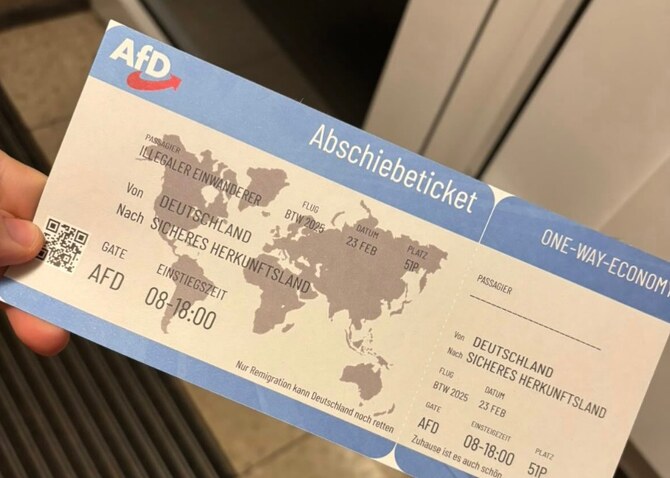 AfD
Abschiebeticket
PASSAGIER
ILLEGALER EINWANDERER
Von DEUTSCHLAND
Nach SICHERES HERKUNFTSLAND
FLUG
BTW 2025
DATUM
23 FEB
PLATZ
51P
GATE
AFD
EINSTIEGSZEIT
08-18:00
Nur Remigration kann Deutschland noch retten
ONE-WAY-ECONOMY
PASSAGIER
Von DEUTSCHLAND
Nach SICHERES HERKUNFTSLAND
FLUG
BTW 2025
DATUM
23 FEB
GATE
AFD
EINSTIEGSZEIT
08-18:00
PLATZ
51P
Zuhause ist es auch schön